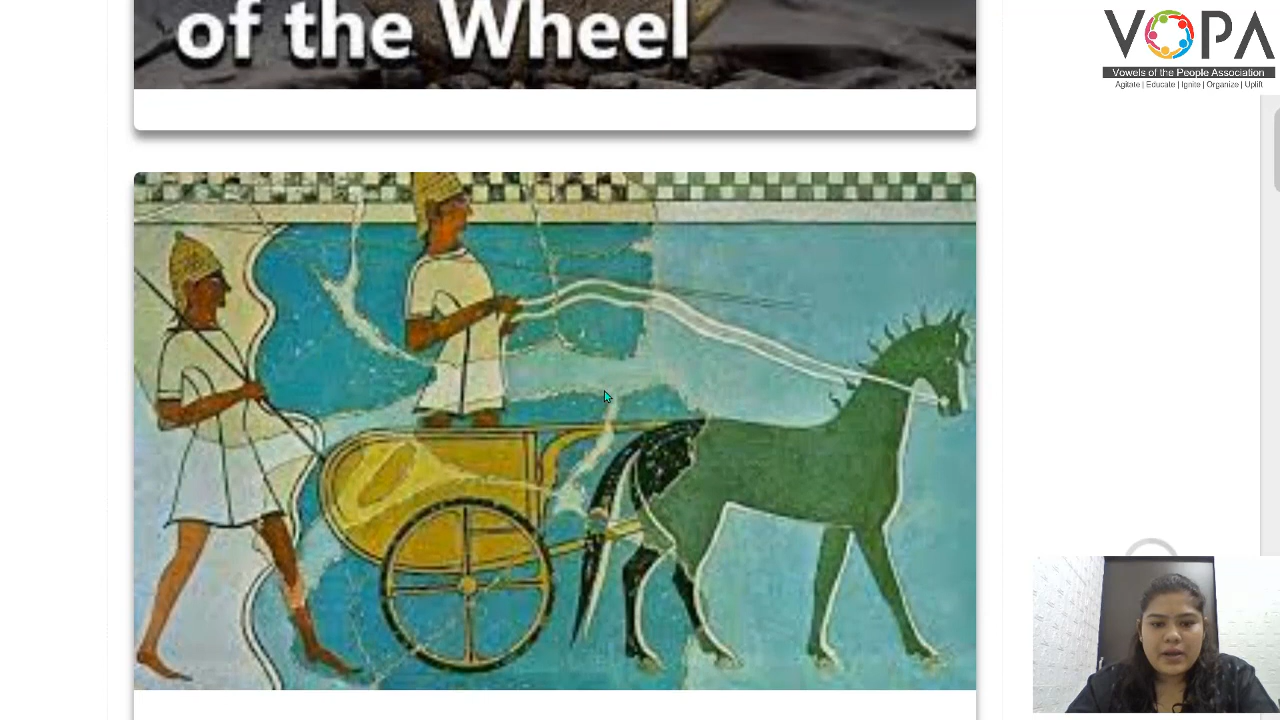 of the Wheel
VOPA
Vowels of the People Association
Agitate | Educate | Ignite | Organize | Uplift